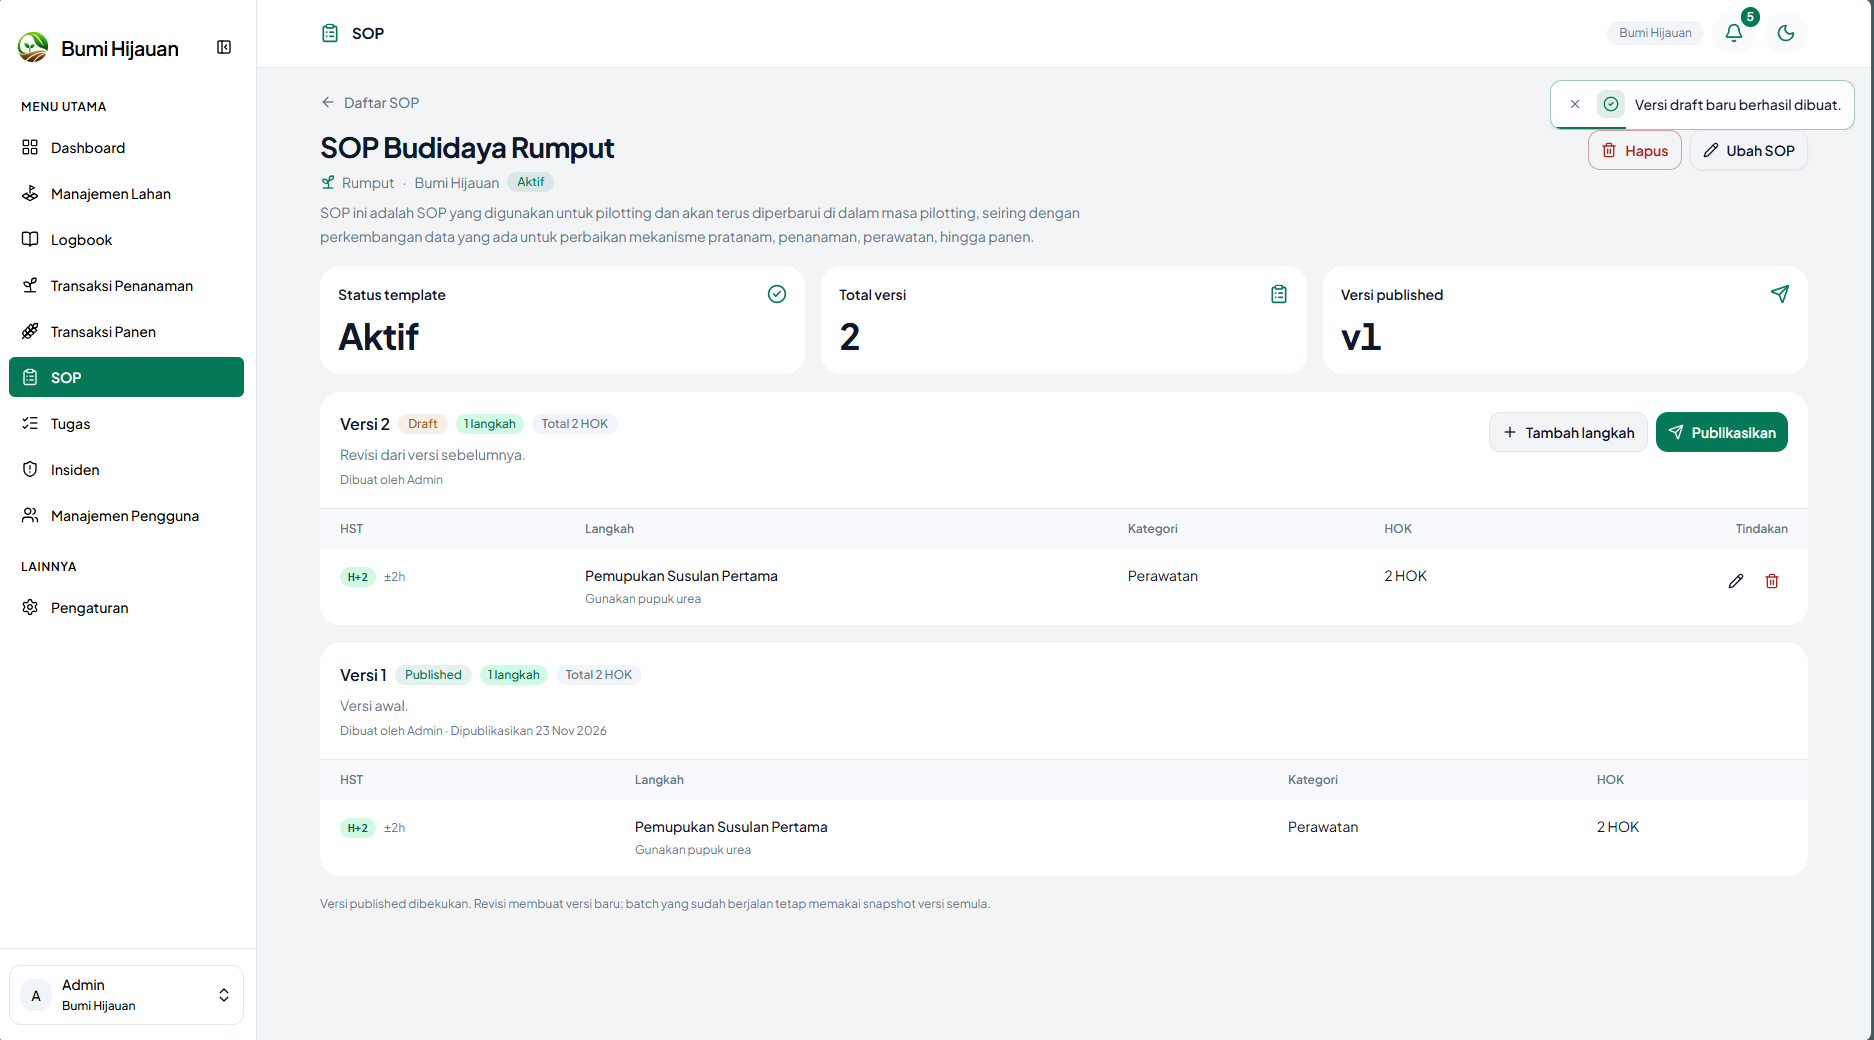 Bumi Hijauan
MENU UTAMA
Dashboard
Manajemen Lahan
Logbook
Transaksi Penanaman
Transaksi Panen
SOP
Tugas
Insiden
Manajemen Pengguna
LAINNYA
Pengaturan
A
Admin
Bumi Hijauan
SOP
Bumi Hijauan
5
Versi draft baru berhasil dibuat.
Daftar SOP
SOP Budidaya Rumput
Hapus
Ubah SOP
Rumput · Bumi Hijauan Aktif
SOP ini adalah SOP yang digunakan untuk pilotting dan akan terus diperbarui di dalam masa pilotting, seiring dengan
perkembangan data yang ada untuk perbaikan mekanisme pratanam, penanaman, perawatan, hingga panen.
Status template
Aktif
Total versi
2
Versi published
v1
Versi 2 Draft 1 langkah Total 2 HOK
Tambah langkah
Publikasikan
Revisi dari versi sebelumnya.
Dibuat oleh Admin
HST Langkah Kategori HOK Tindakan
H+2 ±2h Pemupukan Susulan Pertama Perawatan 2 HOK
Gunakan pupuk urea
Versi 1 Published 1 langkah Total 2 HOK
Versi awal.
Dibuat oleh Admin · Dipublikasikan 23 Nov 2026
HST Langkah Kategori HOK
H+2 ±2h Pemupukan Susulan Pertama Perawatan 2 HOK
Gunakan pupuk urea
Versi published dibekukan. Revisi membuat versi baru; batch yang sudah berjalan tetap memakai snapshot versi semula.